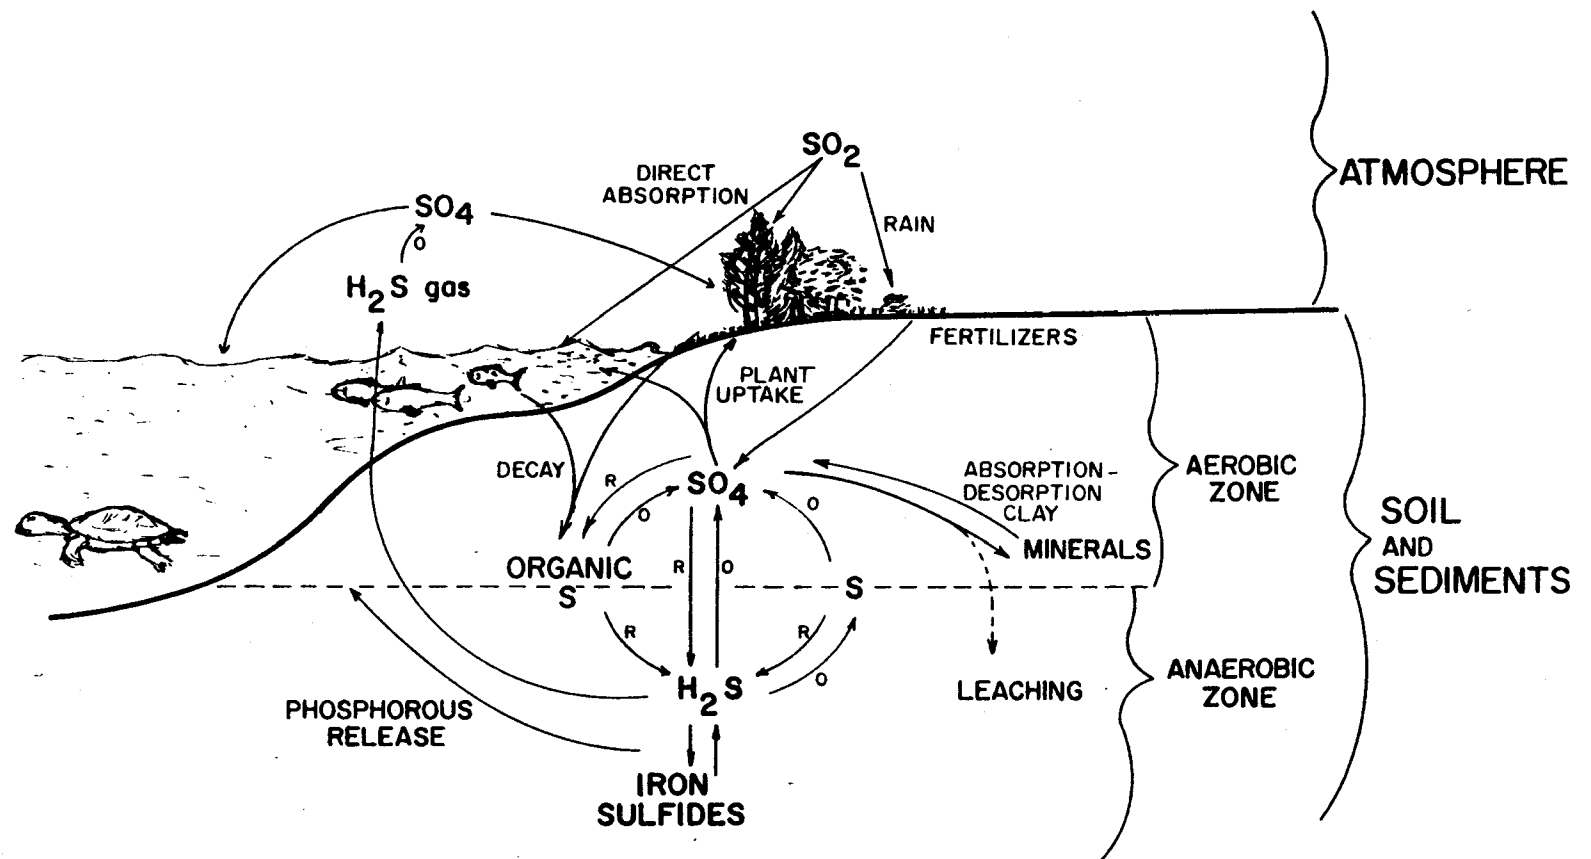 SO2
ATMOSPHERE
DIRECT
ABSORPTION
SO4
RAIN
O
H2S gas
FERTILIZERS
PLANT
UPTAKE
DECAY
R
SO4
O
O
ABSORPTION-
DESORPTION
CLAY
MINERALS
AEROBIC
ZONE
SOIL
AND
SEDIMENTS
ORGANIC
S
R
O
S
R
R
O
H2S
LEACHING
ANAEROBIC
ZONE
PHOSPHOROUS
RELEASE
IRON
SULFIDES